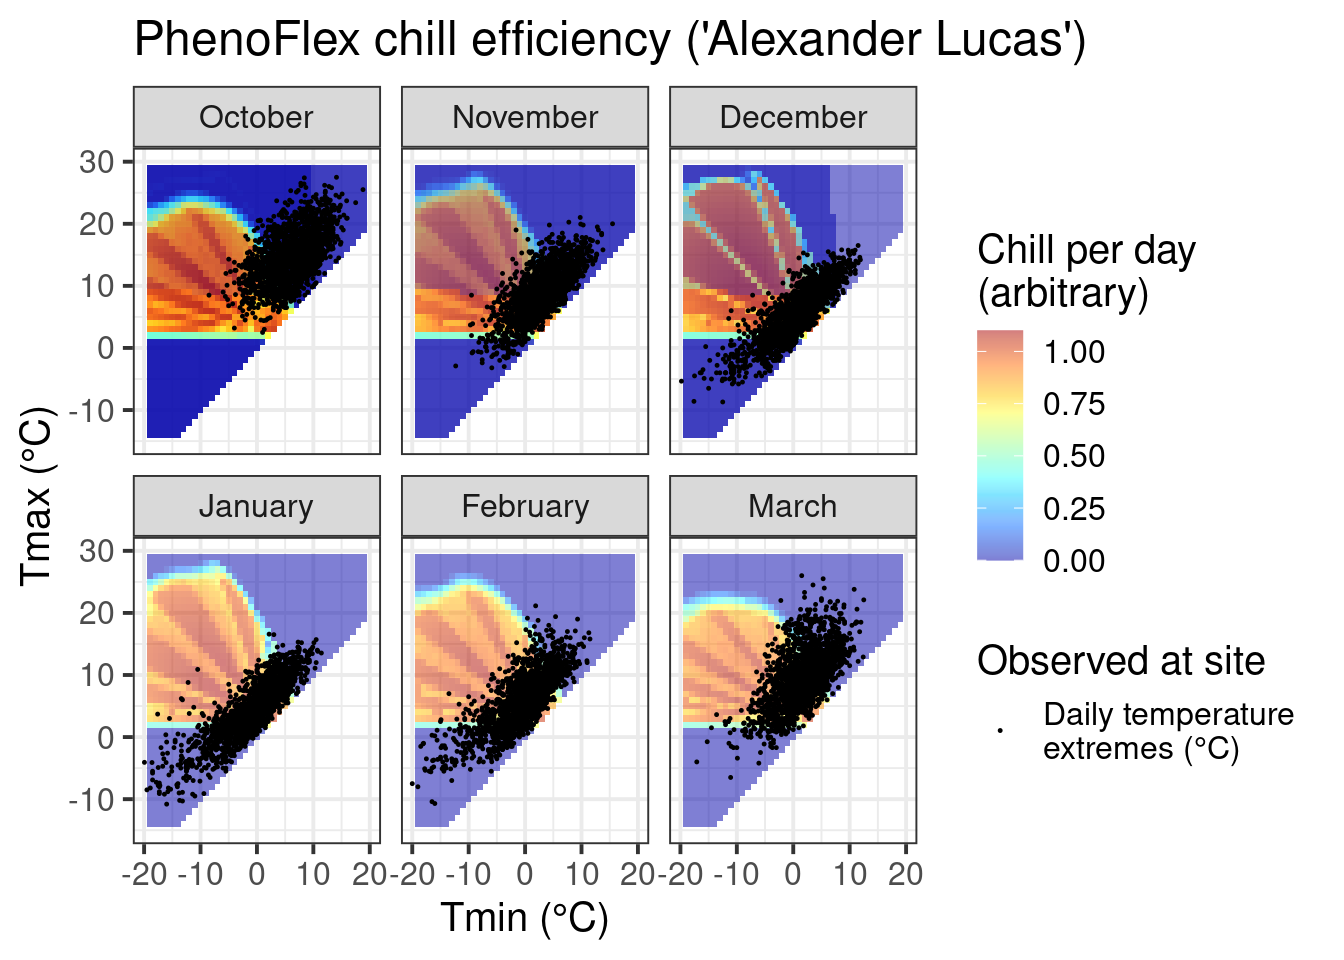 PhenoFlex chill efficiency ('Alexander Lucas')
October November December
30
20
10
0
-10
January February March
30
20
10
0
-10
-20 -10 0 10 20 -20 -10 0 10 20 -20 -10 0 10 20
Tmin (°C)
Tmax (°C)
Chill per day
(arbitrary)
1.00
0.75
0.50
0.25
0.00
Observed at site
Daily temperature
extremes (°C)